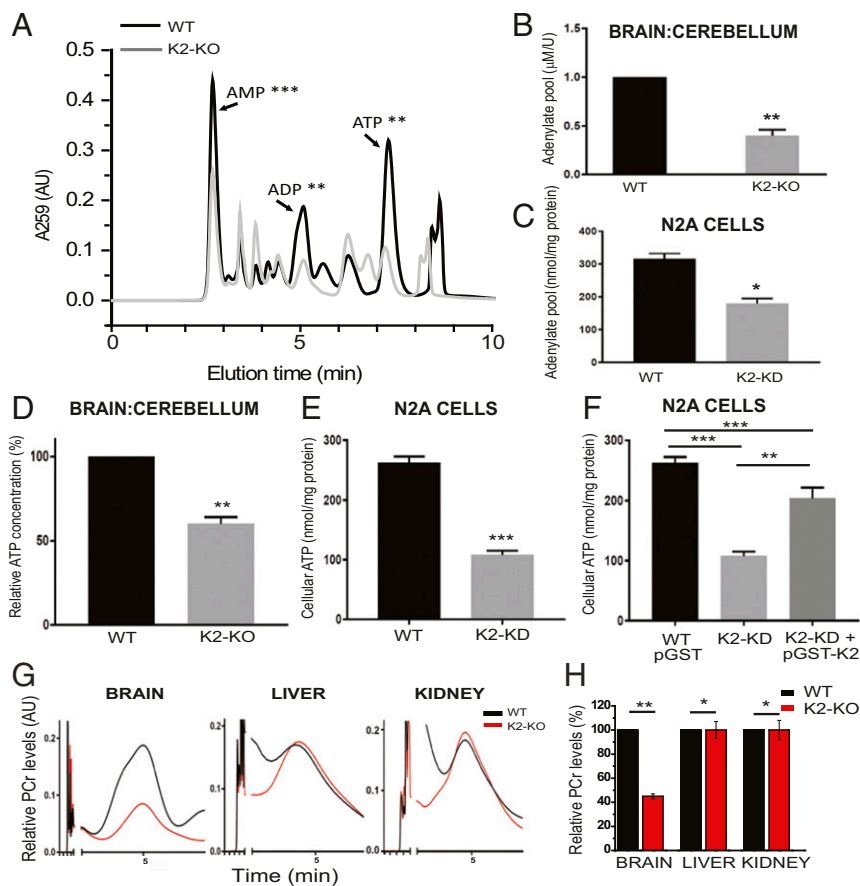 A
WT
K2-KO
A259 (AU)
0.5
0.4
0.3
0.2
0.1
0.0
AMP ***
ADP **
ATP **
0
5
10
Elution time (min)
B
BRAIN:CEREBELLUM
Adenylate pool (μM/U)
1.0
0.5
0.0
**
WT
K2-KO
C
N2A CELLS
Adenylate pool (nmol/mg protein)
400
300
200
100
0
*
WT
K2-KD
D
BRAIN:CEREBELLUM
Relative ATP concentration (%)
100
50
0
**
WT
K2-KO
E
N2A CELLS
Cellular ATP (nmol/mg protein)
300
200
100
0
***
WT
K2-KD
F
N2A CELLS
Cellular ATP (nmol/mg protein)
300
200
100
0
***
***
**
WT
pGST
K2-KD
K2-KD +
pGST-K2
G
BRAIN
LIVER
KIDNEY
WT
K2-KO
Relative PCr levels (AU)
0.2
0.1
0
5
0.2
0.1
0
5
0.2
0.1
0
5
Time (min)
H
WT
K2-KO
Relative PCr levels (%)
120
100
80
60
40
20
0
**
*
*
BRAIN
LIVER
KIDNEY